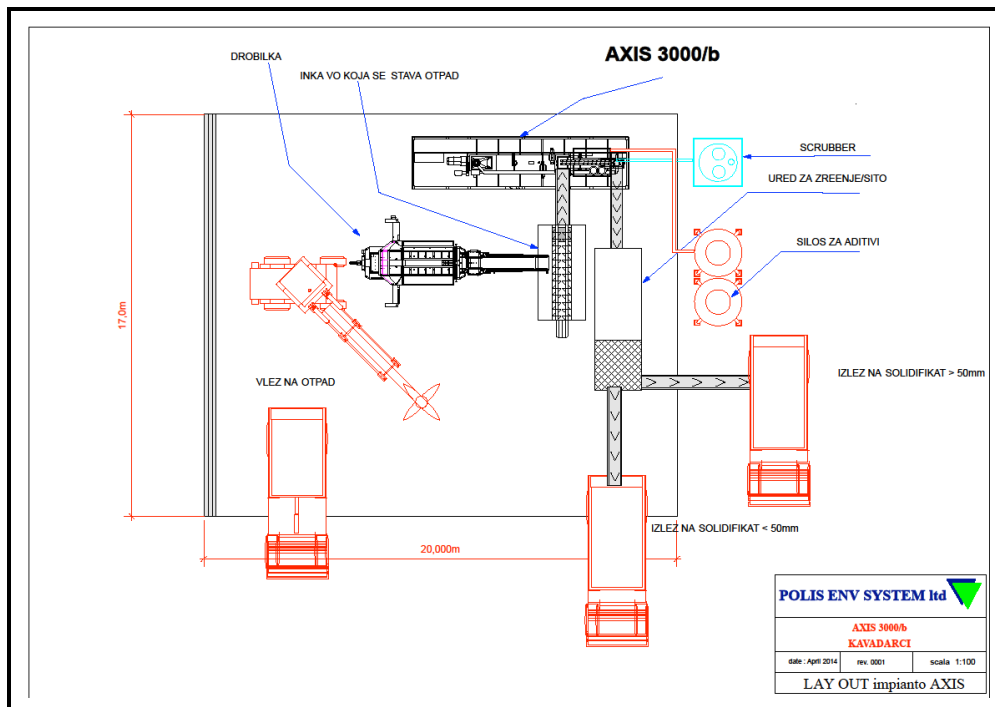 AXIS 3000/b
DROBILKA
INKA VO KOJA SE STAVA OTPAD
SCRUBBER
URED ZA ZREENJE/SITO
SILOS ZA ADITIVI
17,0m
VLEZ NA OTPAD
IZLEZ NA SOLIDIFIKAT > 50mm
IZLEZ NA SOLIDIFIKAT < 50mm
20,000m
POLIS ENV SYSTEM ltd
AXIS 3000/b
KAVADARCI
date : April 2014
rev. 0001
scala 1:100
LAY OUT impianto AXIS